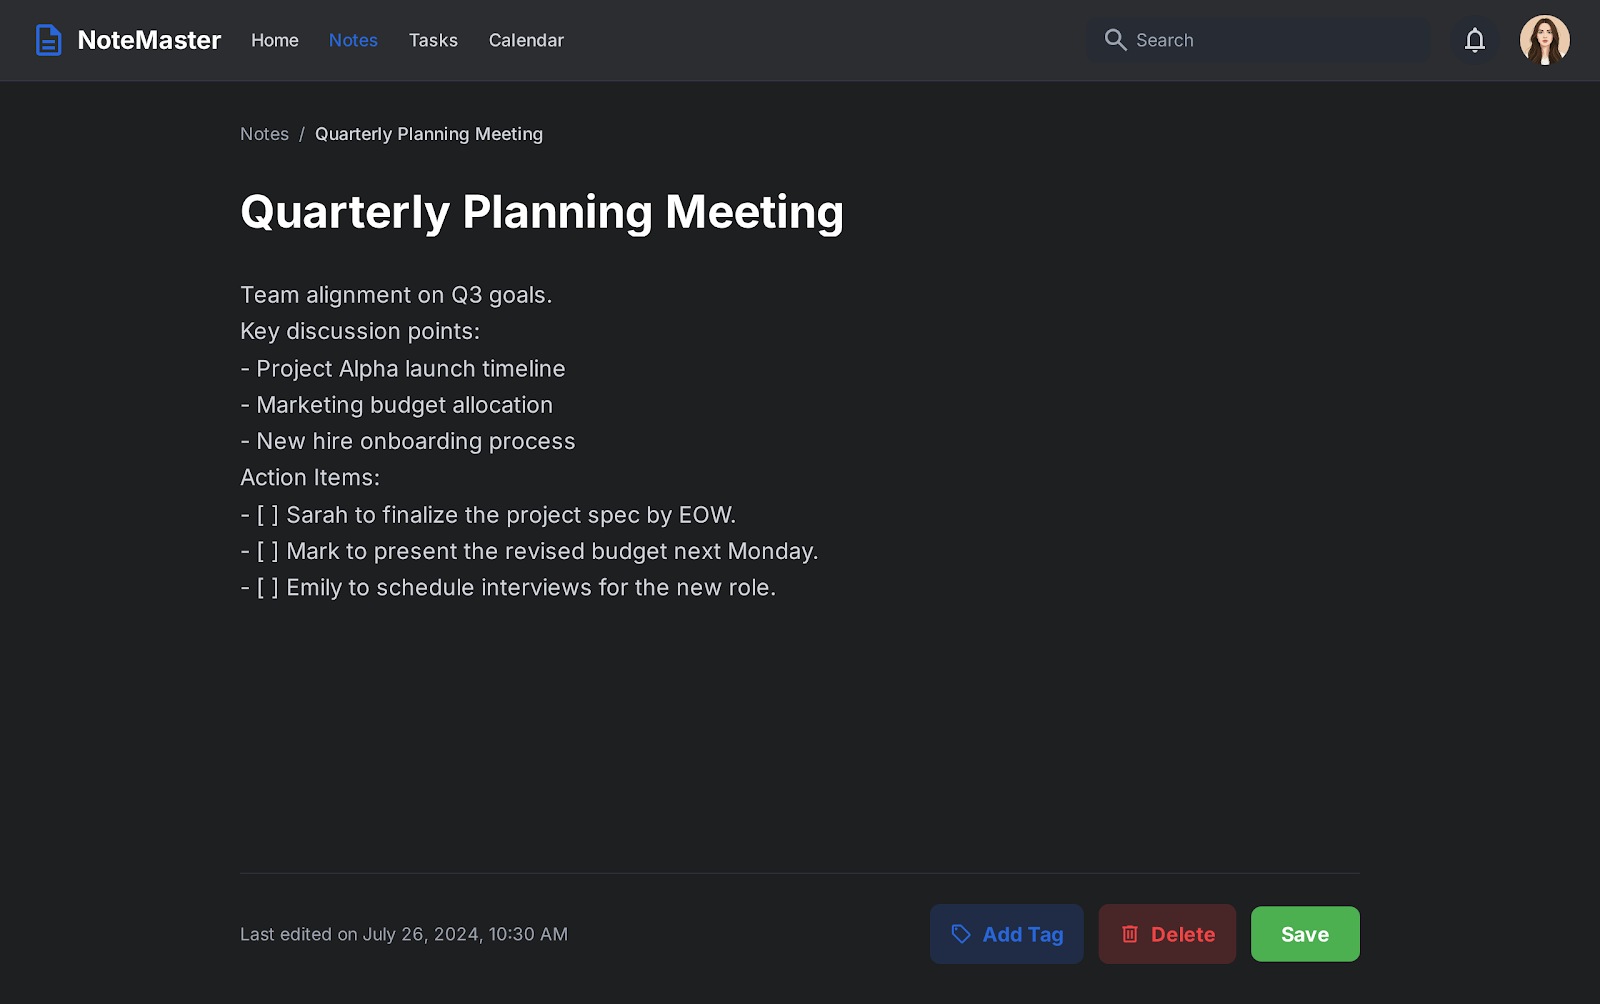 NoteMaster Home Notes Tasks Calendar Search
Notes / Quarterly Planning Meeting
Quarterly Planning Meeting
Team alignment on Q3 goals.
Key discussion points:
- Project Alpha launch timeline
- Marketing budget allocation
- New hire onboarding process
Action Items:
- [ ] Sarah to finalize the project spec by EOW.
- [ ] Mark to present the revised budget next Monday.
- [ ] Emily to schedule interviews for the new role.
Last edited on July 26, 2024, 10:30 AM Add Tag Delete Save